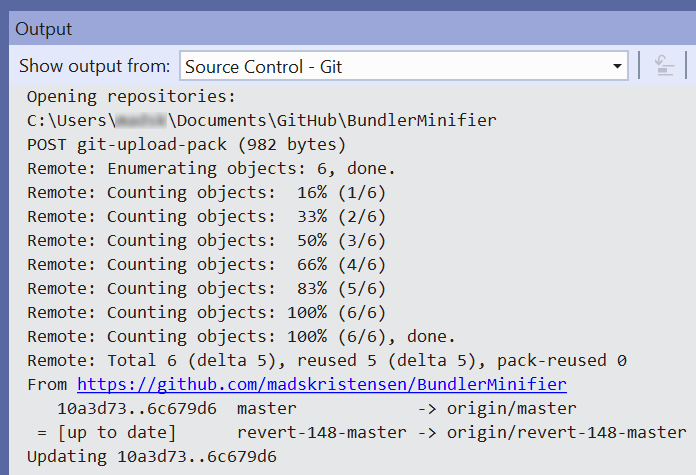 Output
Show output from: Source Control - Git
Opening repositories:
C:\Users\ \Documents\GitHub\BundlerMinifier
POST git-upload-pack (982 bytes)
Remote: Enumerating objects: 6, done.
Remote: Counting objects:  16% (1/6)
Remote: Counting objects:  33% (2/6)
Remote: Counting objects:  50% (3/6)
Remote: Counting objects:  66% (4/6)
Remote: Counting objects:  83% (5/6)
Remote: Counting objects: 100% (6/6)
Remote: Counting objects: 100% (6/6), done.
Remote: Total 6 (delta 5), reused 5 (delta 5), pack-reused 0
From https://github.com/madskristensen/BundlerMinifier
   10a3d73..6c679d6  master             -> origin/master
 = [up to date]      revert-148-master -> origin/revert-148-master
Updating 10a3d73..6c679d6